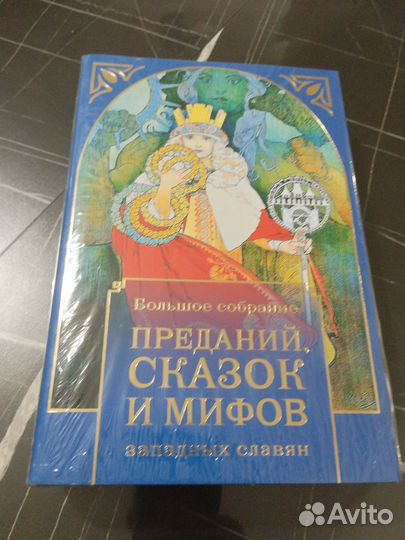 Большое собрание
ПРЕДАНИЙ,
СКАЗОК
И МИФОВ
западных славян
Avito